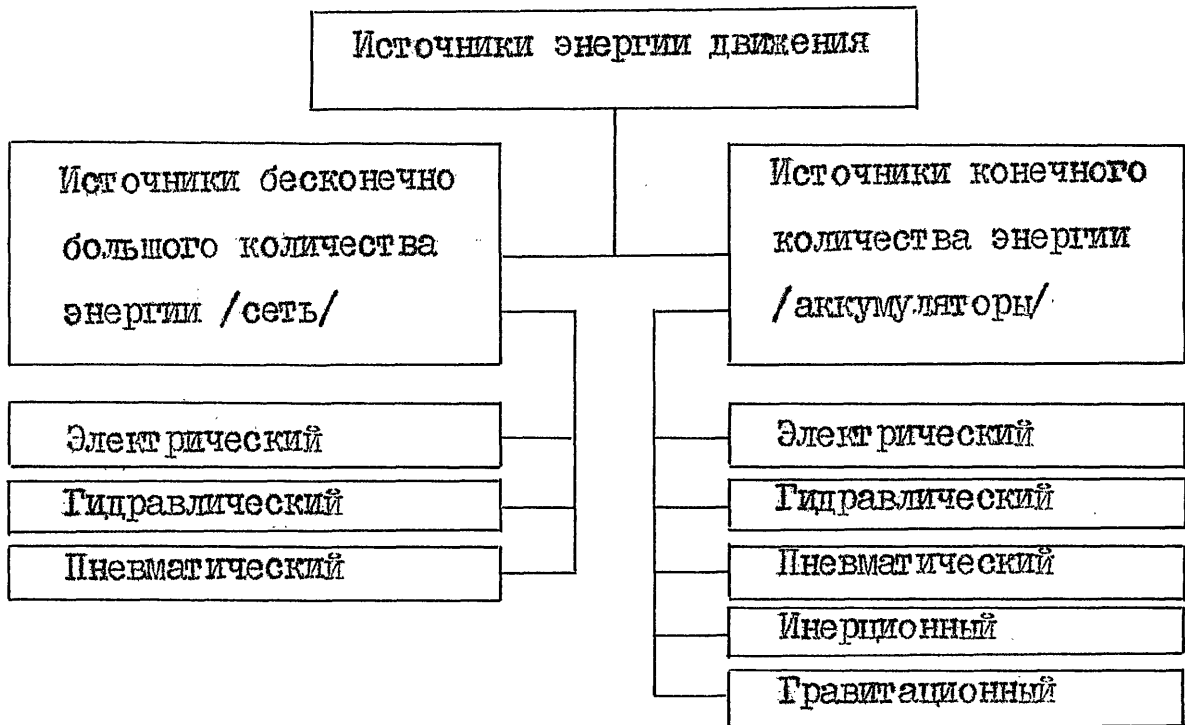 Источники энергии движения
Источники бесконечно
большого количества
энергии /сеть/
Электрический
Гидравлический
Пневматический
Источники конечного
количества энергии
/аккумуляторы/
Электрический
Гидравлический
Пневматический
Инерционный
Гравитационный